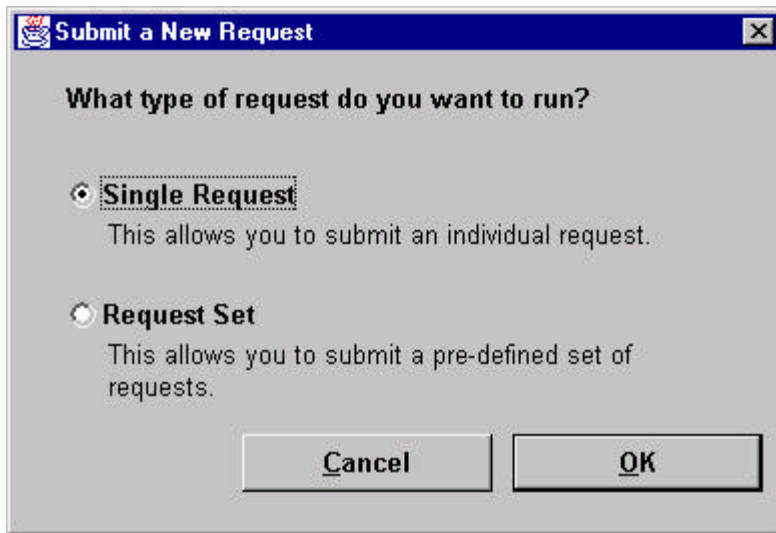 Submit a New Request
What type of request do you want to run?
Single Request
This allows you to submit an individual request.
Request Set
This allows you to submit a pre-defined set of
requests.
Cancel
OK